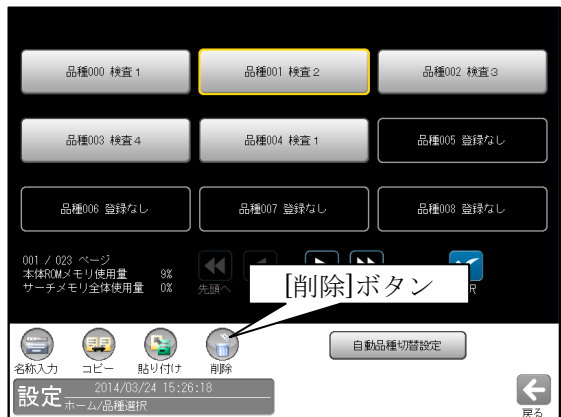 品種000 検査１
品種001 検査２
品種002 検査３
品種003 検査４
品種004 検査１
品種005 登録なし
品種006 登録なし
品種007 登録なし
品種008 登録なし
001 / 023 ページ
本体ROMメモリ使用量 9%
サーチメモリ全体使用量 0%
先頭へ
[削除]ボタン
R
名称入力
コピー
貼り付け
削除
自動品種切替設定
設定
2014/03/24 15:26:18
ホーム/品種選択
戻る